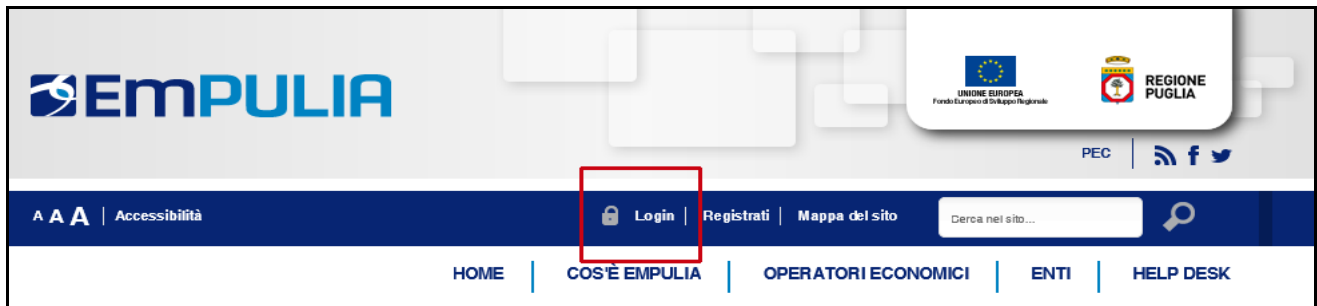 EmPULIA
UNIONE EUROPEA
Fondo Europeo di Sviluppo Regionale
REGIONE
PUGLIA
PEC
A A A | Accessibilità
Login | Registrati | Mappa del sito
Cerca nel sito...
HOME | COS'È EMPULIA | OPERATORI ECONOMICI | ENTI | HELP DESK